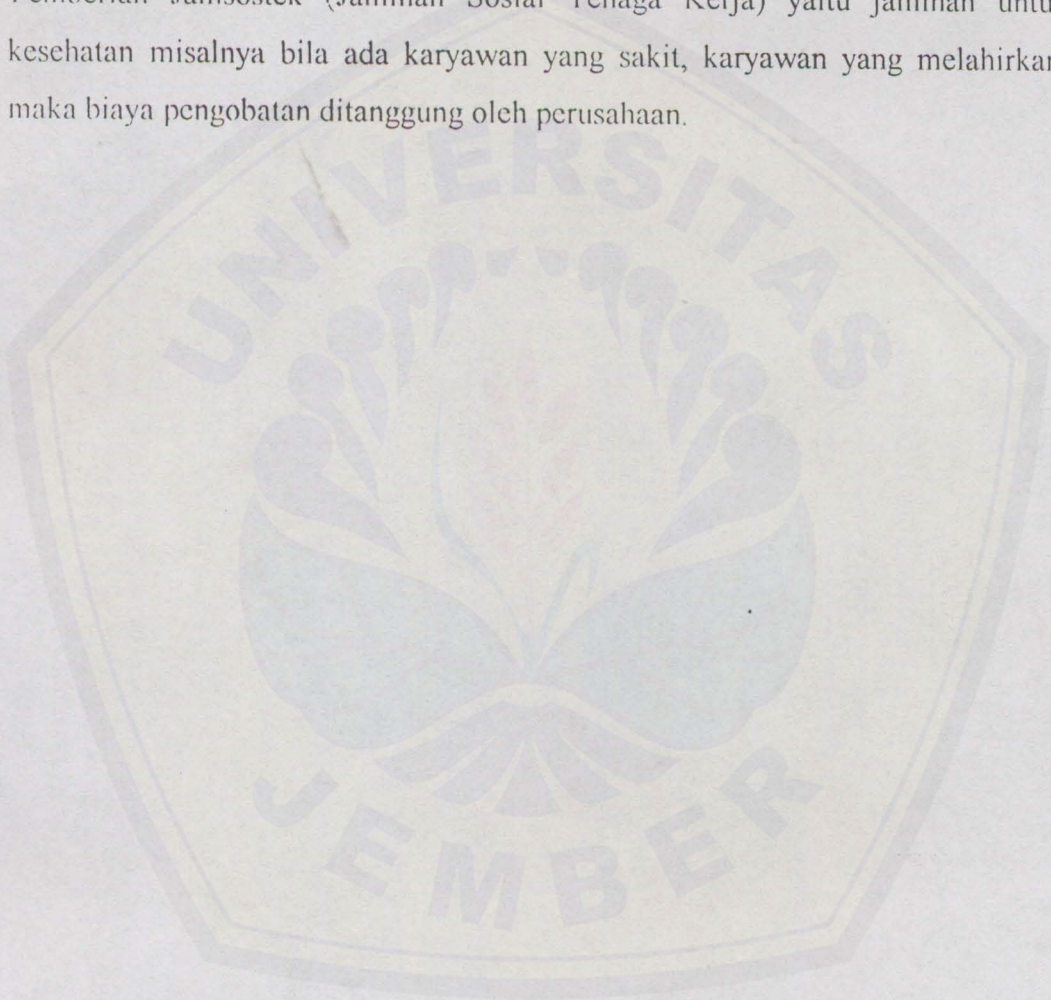 Pemberian Jamsostek (Jaminan Sosial Tenaga Kerja) yaitu jaminan untu
kesehatan misalnya bila ada karyawan yang sakit, karyawan yang melahirkan
maka biaya pengobatan ditanggung oleh perusahaan.
UNIVERSITAS
JEMBER